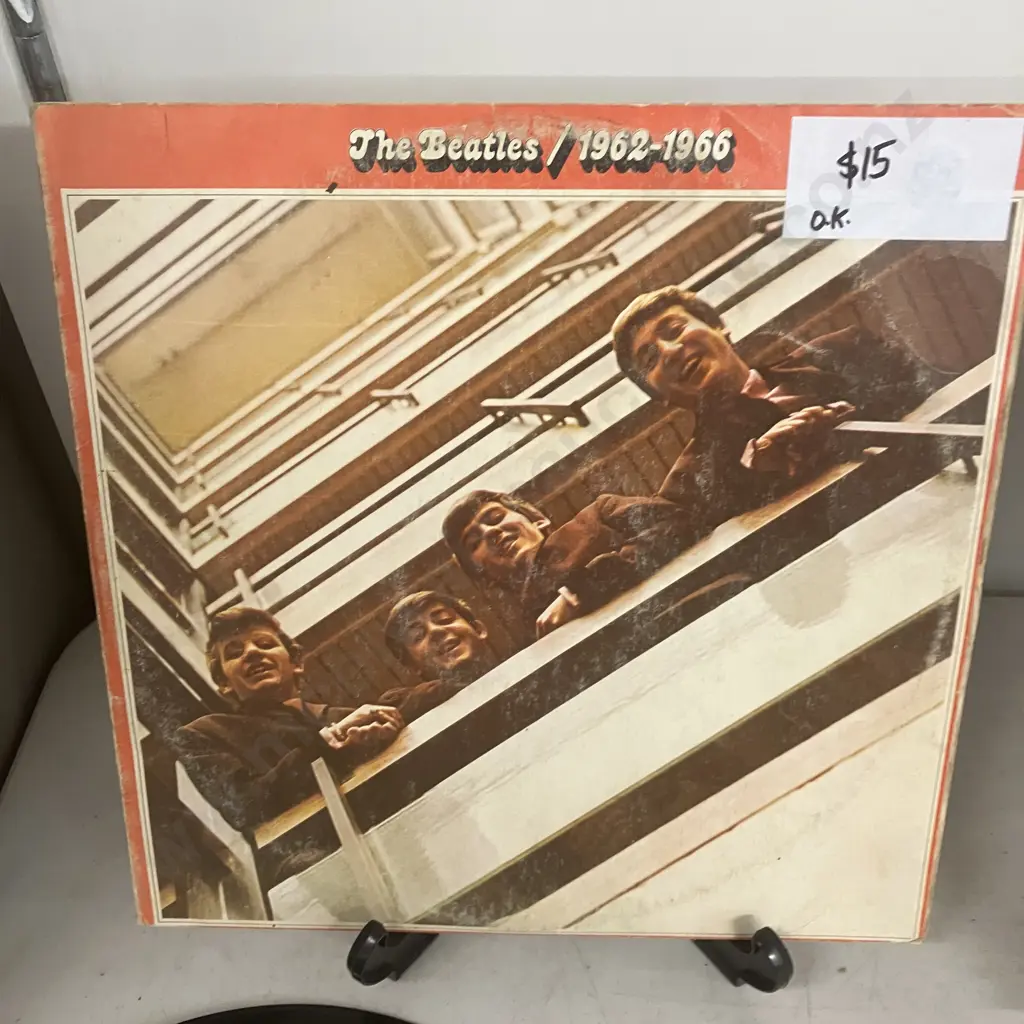 The Beatles / 1962-1966
$15
O.K.